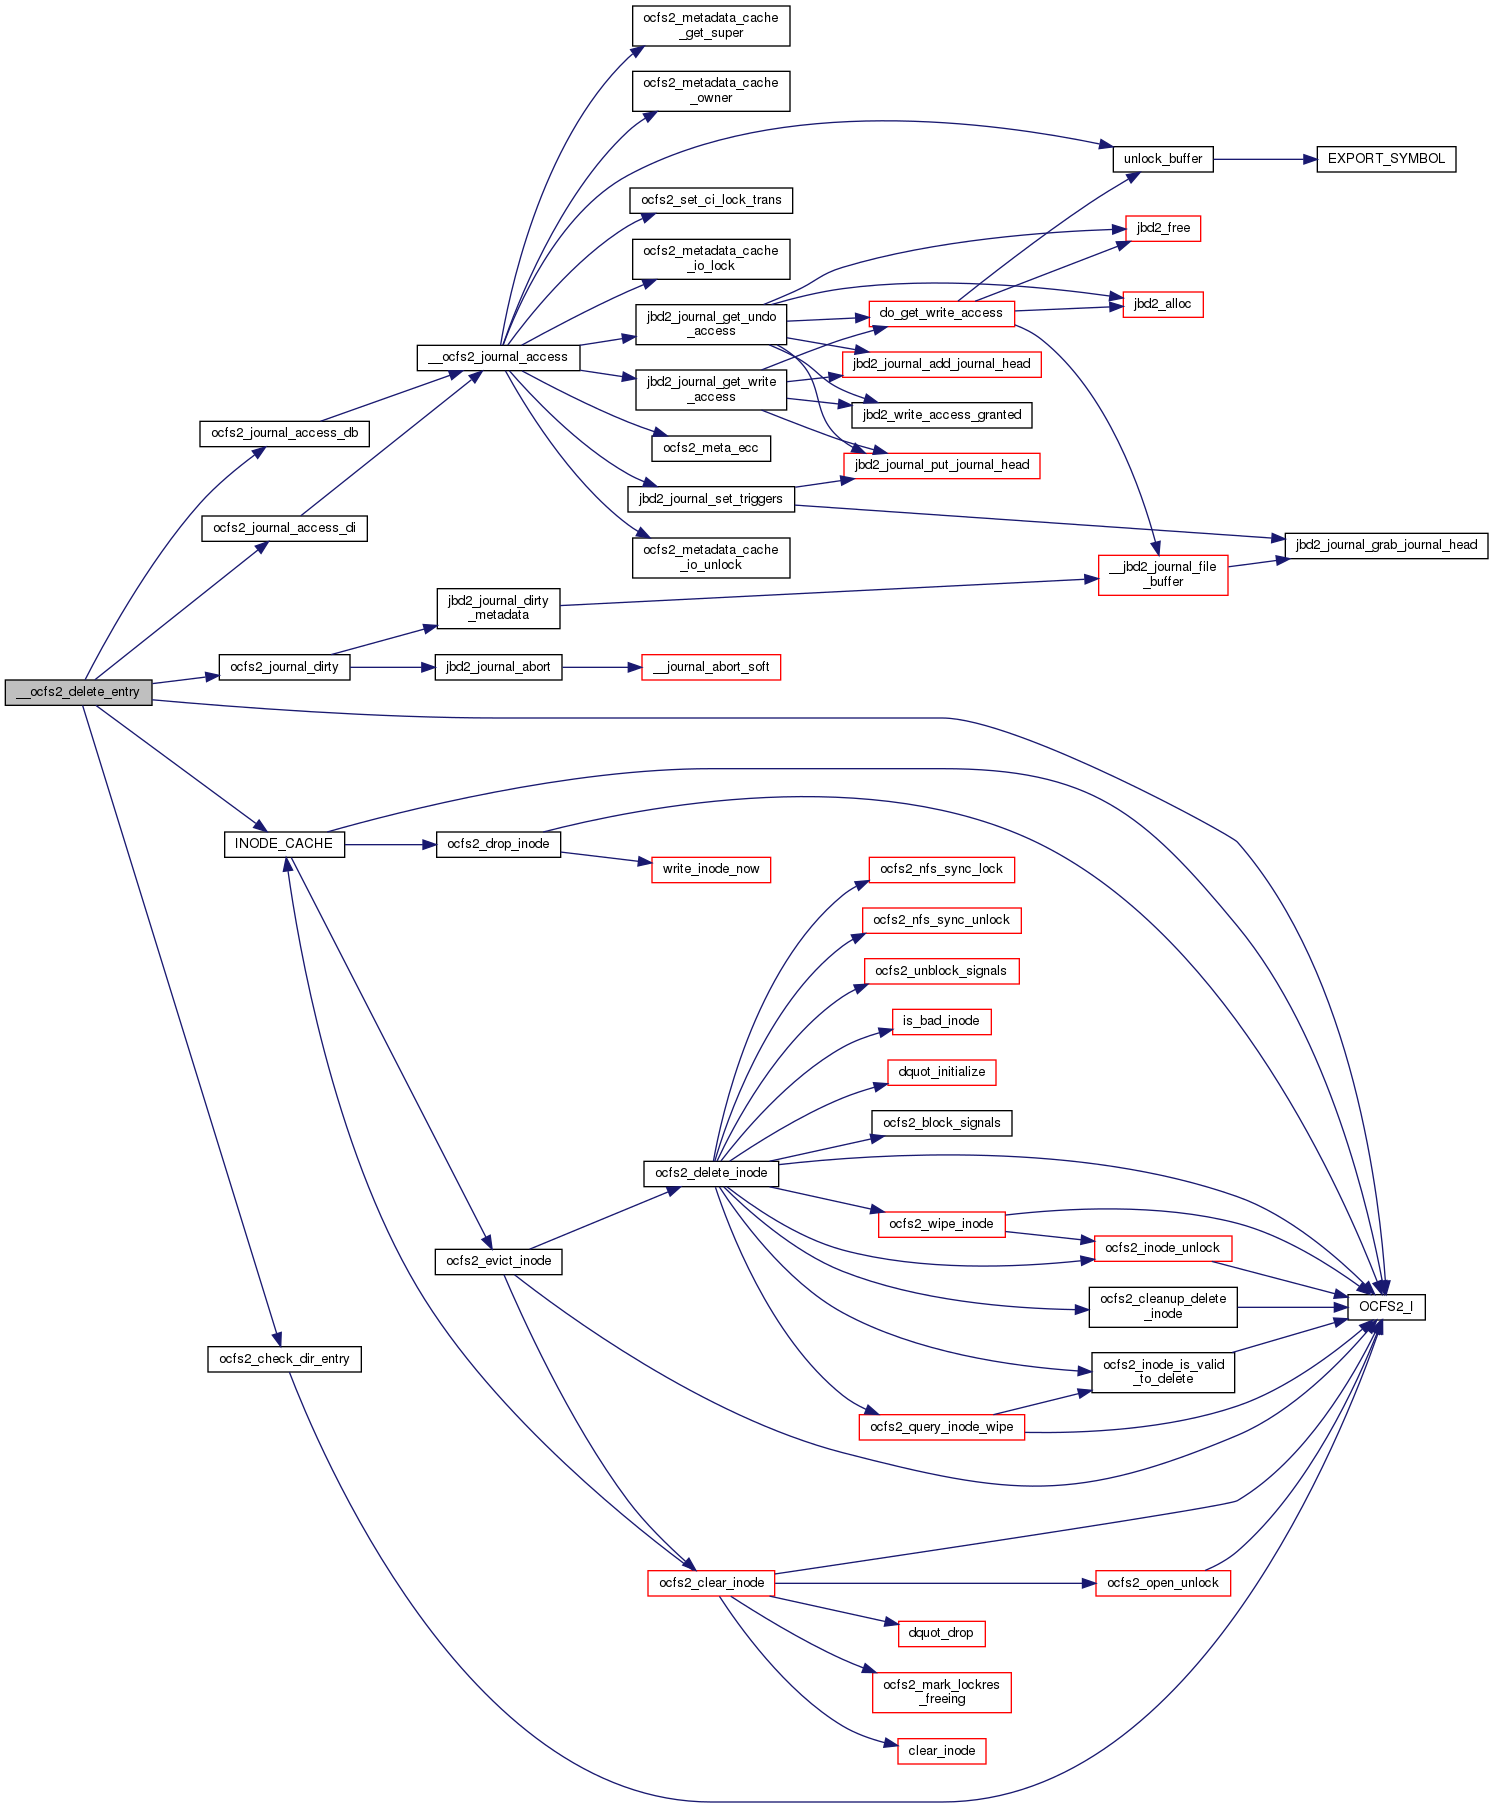 ocfs2_metadata_cache
_get_super
ocfs2_metadata_cache
_owner
unlock_buffer
EXPORT_SYMBOL
ocfs2_set_ci_lock_trans
jbd2_free
ocfs2_metadata_cache
_io_lock
jbd2_alloc
jbd2_journal_get_undo
_access
do_get_write_access
__ocfs2_journal_access
jbd2_journal_add_journal_head
jbd2_journal_get_write
_access
jbd2_write_access_granted
ocfs2_journal_access_db
ocfs2_meta_ecc
jbd2_journal_put_journal_head
jbd2_journal_set_triggers
ocfs2_journal_access_di
jbd2_journal_grab_journal_head
ocfs2_metadata_cache
_io_unlock
__jbd2_journal_file
_buffer
jbd2_journal_dirty
_metadata
ocfs2_journal_dirty
jbd2_journal_abort
__journal_abort_soft
__ocfs2_delete_entry
INODE_CACHE
ocfs2_drop_inode
write_inode_now
ocfs2_nfs_sync_lock
ocfs2_nfs_sync_unlock
ocfs2_unblock_signals
is_bad_inode
dquot_initialize
ocfs2_block_signals
ocfs2_delete_inode
ocfs2_wipe_inode
ocfs2_inode_unlock
ocfs2_evict_inode
ocfs2_cleanup_delete
_inode
OCFS2_I
ocfs2_check_dir_entry
ocfs2_inode_is_valid
_to_delete
ocfs2_query_inode_wipe
ocfs2_clear_inode
ocfs2_open_unlock
dquot_drop
ocfs2_mark_lockres
_freeing
clear_inode